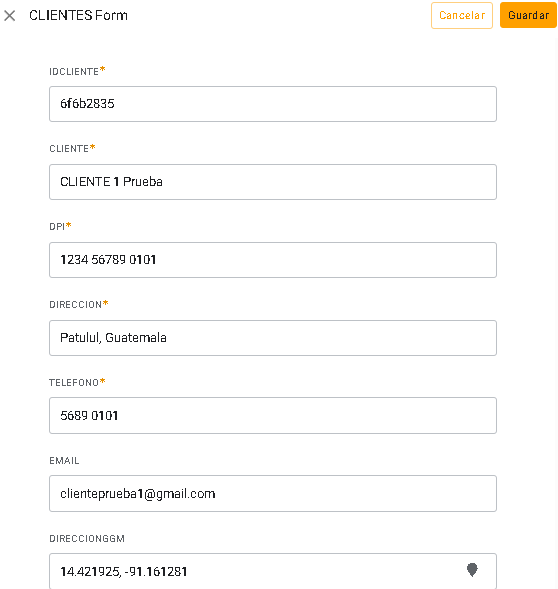 CLIENTES Form
Cancelar
Guardar
IDCLIENTE*
6f6b2835
CLIENTE*
CLIENTE 1 Prueba
DPI*
1234 56789 0101
DIRECCION*
Patulul, Guatemala
TELEFONO*
5689 0101
EMAIL
clienteprueba1@gmail.com
DIRECCIONGGM
14.421925, -91.161281